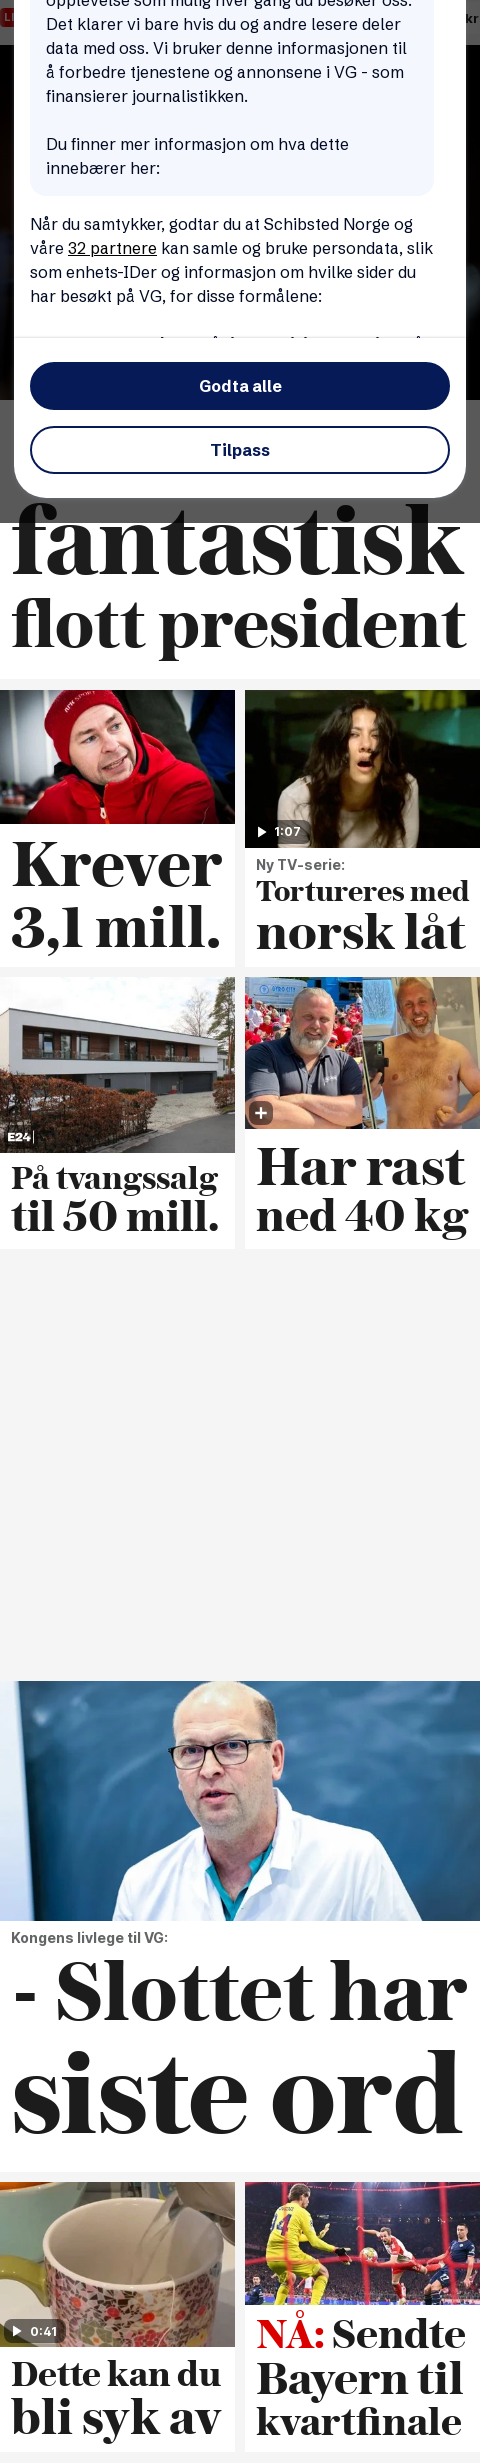 opplevelse som mulig hver gang du besøker oss.
Det klarer vi bare hvis du og andre lesere deler
data med oss. Vi bruker denne informasjonen til
å forbedre tjenestene og annonsene i VG - som
finansierer journalistikken.
Du finner mer informasjon om hva dette
innebærer her:
Når du samtykker, godtar du at Schibsted Norge og
våre 32 partnere kan samle og bruke persondata, slik
som enhets-IDer og informasjon om hvilke sider du
har besøkt på VG, for disse formålene:
Godta alle
Tilpass
fantastisk
flott president
1:07
Krever
3,1 mill.
Ny TV-serie:
Tortureres med
norsk låt
E24
På tvangssalg
til 50 mill.
Har rast
ned 40 kg
Kongens livlege til VG:
- Slottet har
siste ord
0:41
Dette kan du
bli syk av
NÅ: Sendte
Bayern til
kvartfinale